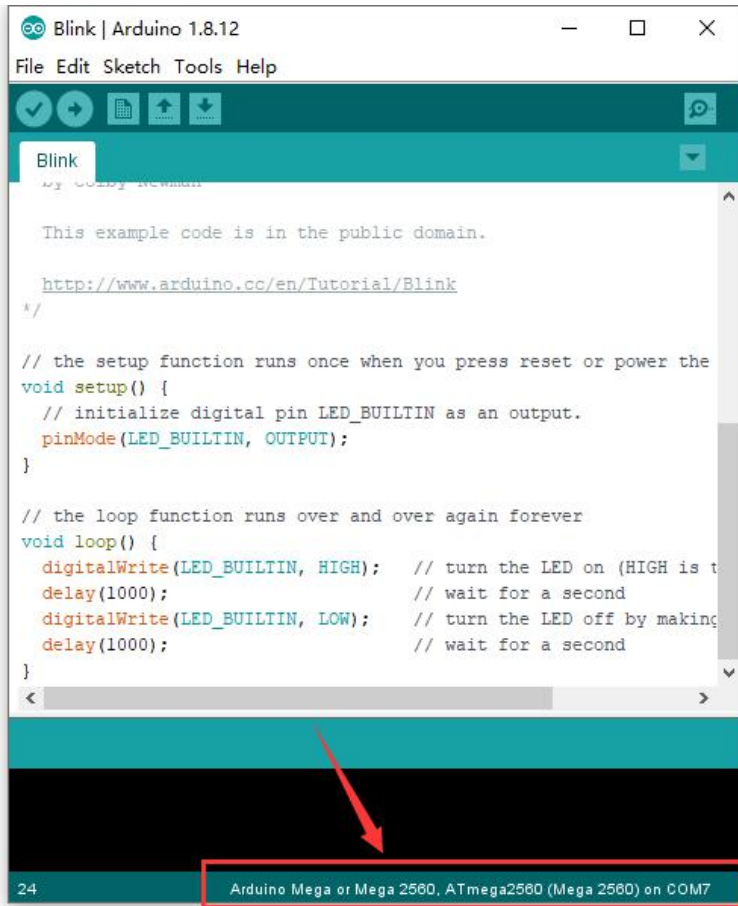 Blink | Arduino 1.8.12
File Edit Sketch Tools Help
Blink
by Colby Newman
This example code is in the public domain.
http://www.arduino.cc/en/Tutorial/Blink
*/
// the setup function runs once when you press reset or power the
void setup() {
// initialize digital pin LED_BUILTIN as an output.
pinMode(LED_BUILTIN, OUTPUT);
}
// the loop function runs over and over again forever
void loop() {
digitalWrite(LED_BUILTIN, HIGH); // turn the LED on (HIGH is t
delay(1000); // wait for a second
digitalWrite(LED_BUILTIN, LOW); // turn the LED off by making
delay(1000); // wait for a second
}
24 Arduino Mega or Mega 2560, ATmega2560 (Mega 2560) on COM7